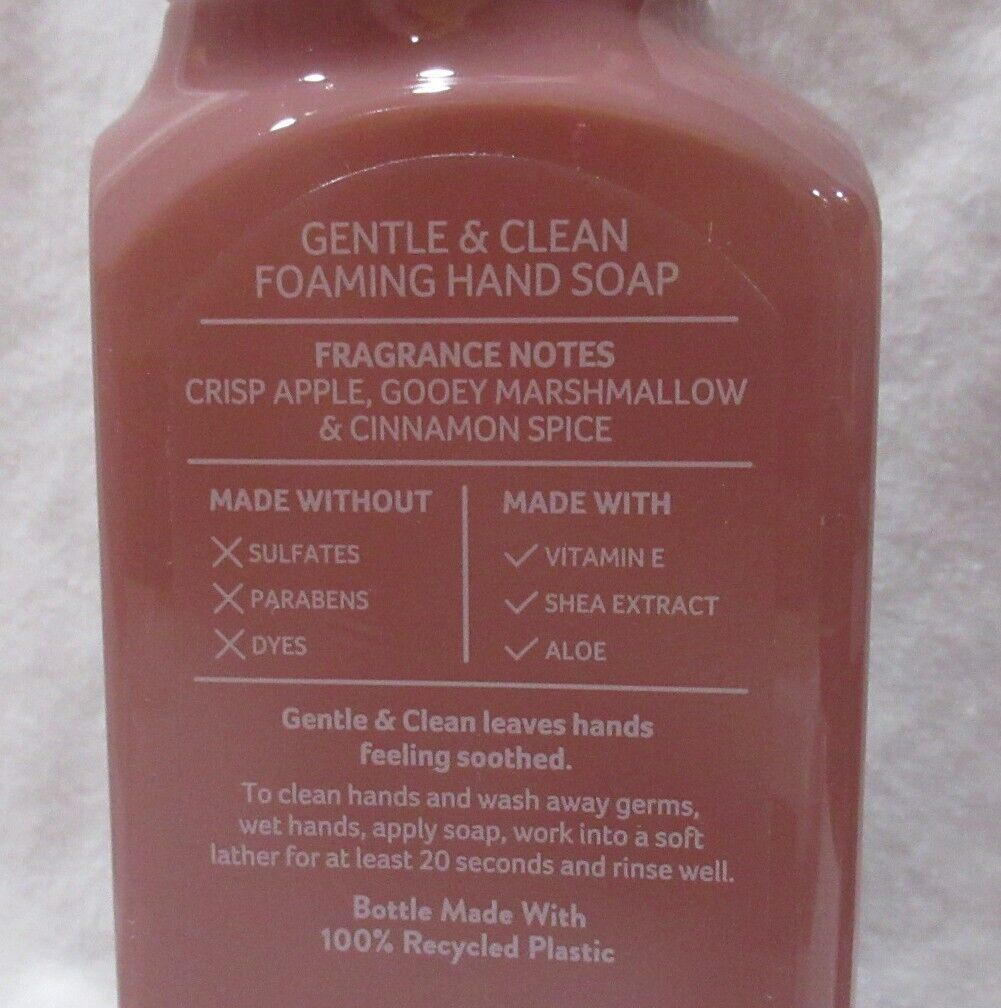 GENTLE & CLEAN
FOAMING HAND SOAP
FRAGRANCE NOTES
CRISP APPLE, GOOEY MARSHMALLOW
& CINNAMON SPICE
MADE WITHOUT
SULFATES
PARABENS
DYES
MADE WITH
VITAMIN E
SHEA EXTRACT
ALOE
Gentle & Clean leaves hands
feeling soothed.
To clean hands and wash away germs,
wet hands, apply soap, work into a soft
lather for at least 20 seconds and rinse well.
Bottle Made With
100% Recycled Plastic